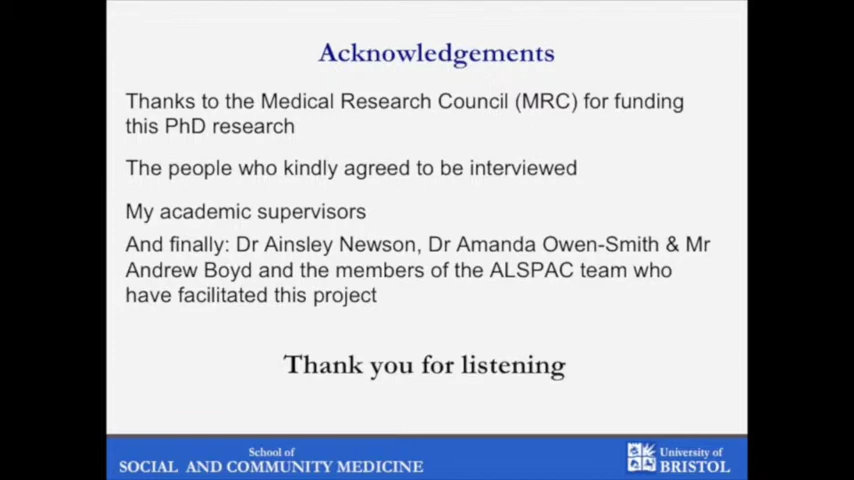 Acknowledgements
Thanks to the Medical Research Council (MRC) for funding
this PhD research
The people who kindly agreed to be interviewed
My academic supervisors
And finally: Dr Ainsley Newson, Dr Amanda Owen-Smith & Mr
Andrew Boyd and the members of the ALSPAC team who
have facilitated this project
Thank you for listening
School of
SOCIAL AND COMMUNITY MEDICINE
University of
BRISTOL